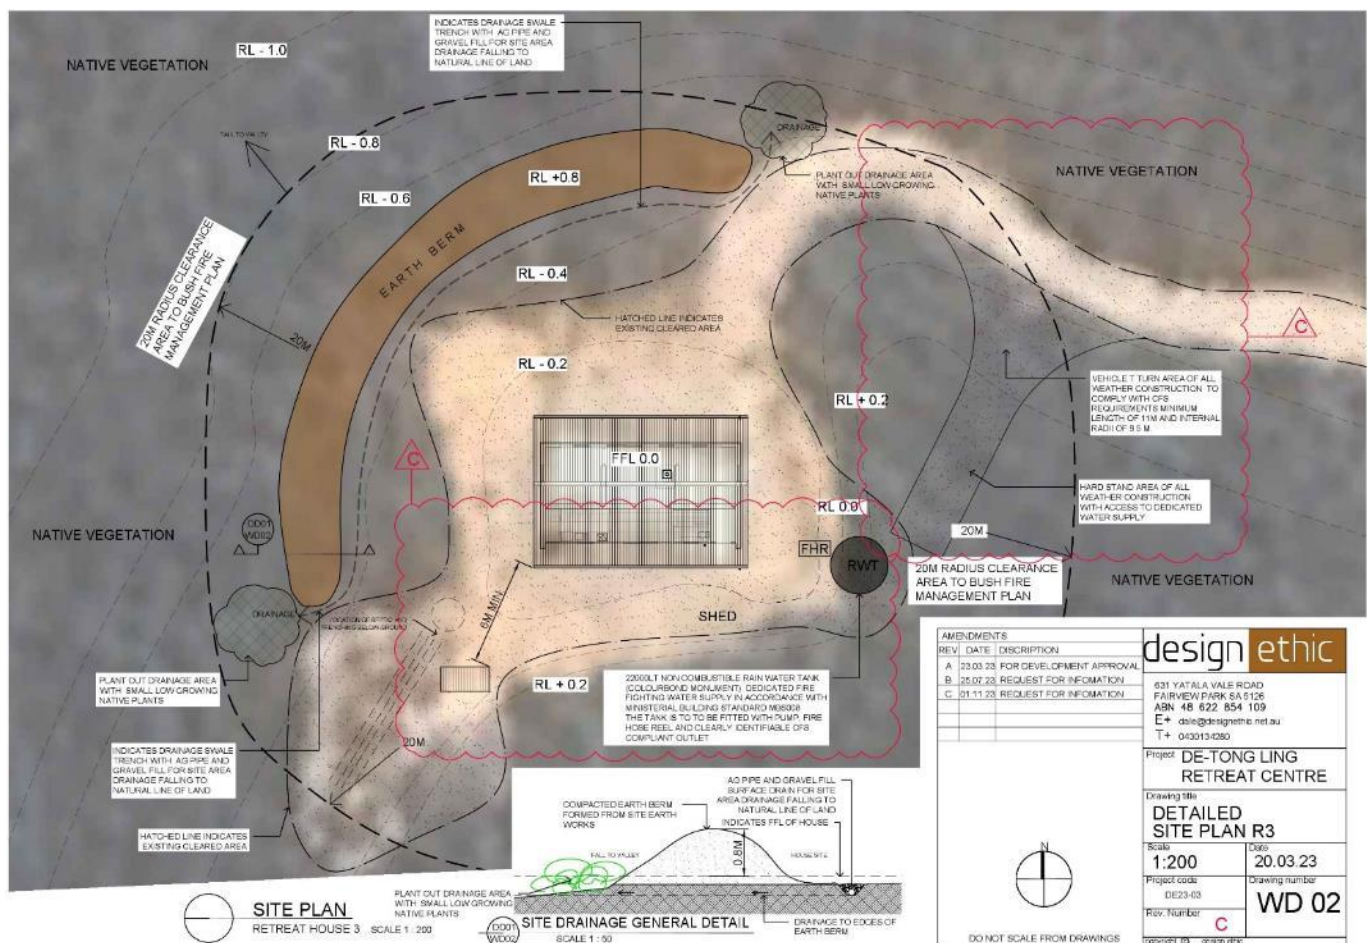 INDICATES DRAINAGE SWALE
TRENCH WITH AG PIPE AND
GRAVEL FILL FOR SITE AREA
DRAINAGE FALLING TO
NATURAL LINE OF LAND
RL - 1.0
NATIVE VEGETATION
FALL TO VALLEY
RL - 0.8
DRAINAGE
RL +0.8
RL - 0.6
PLANT OUT DRAINAGE AREA
WITH SMALL LOW GROWING
NATIVE PLANTS
NATIVE VEGETATION
20M RADIUS CLEARANCE
AREA TO BUSH FIRE
MANAGEMENT PLAN
EARTH BERM
RL - 0.4
20M
HATCHED LINE INDICATES
EXISTING CLEARED AREA
C
RL - 0.2
VEHICLE T TURN AREA OF ALL
WEATHER CONSTRUCTION TO
COMPLY WITH CFS
REQUIREMENTS MINIMUM
LENGTH OF 11M AND INTERNAL
RADII OF 9.5 M
RL + 0.2
C
FFL 0.0
S
HARD STAND AREA OF ALL
WEATHER CONSTRUCTION
WITH ACCESS TO DEDICATED
WATER SUPPLY
RL 0.0
NATIVE VEGETATION
DD01
WD02
20M
FHR
RWT
20M RADIUS CLEARANCE
AREA TO BUSH FIRE
MANAGEMENT PLAN
NATIVE VEGETATION
DRAINAGE
LOCATION OF SEPTIC AND
TRENCHING BELOW GROUND
6M MIN
SHED
PLANT OUT DRAINAGE AREA
WITH SMALL LOW GROWING
NATIVE PLANTS
RL + 0.2
22000LT NON COMBUSTIBLE RAIN WATER TANK
(COLOURBOND MONUMENT) DEDICATED FIRE
FIGHTING WATER SUPPLY IN ACCORDANCE WITH
MINISTERIAL BUILDING STANDARD MBS008
THE TANK IS TO TO BE FITTED WITH PUMP, FIRE
HOSE REEL AND CLEARLY IDENTIFIABLE CFS
COMPLIANT OUTLET
20M
INDICATES DRAINAGE SWALE
TRENCH WITH AG PIPE AND
GRAVEL FILL FOR SITE AREA
DRAINAGE FALLING TO
NATURAL LINE OF LAND
HATCHED LINE INDICATES
EXISTING CLEARED AREA
AG PIPE AND GRAVEL FILL
SURFACE DRAIN FOR SITE
AREA DRAINAGE FALLING TO
NATURAL LINE OF LAND
INDICATES FFL OF HOUSE
COMPACTED EARTH BERM
FORMED FROM SITE EARTH
WORKS
FALL TO VALLEY
0.8M
HOUSE SITE
PLANT OUT DRAINAGE AREA
WITH SMALL LOW GROWING
NATIVE PLANTS
DRAINAGE TO EDGES OF
EARTH BERM
SITE PLAN
RETREAT HOUSE 3 SCALE 1 : 200
DD01
WD02
SITE DRAINAGE GENERAL DETAIL
SCALE 1 : 50
AMENDMENTS
REV DATE DISCRIPTION
A 23.03.23 FOR DEVELOPMENT APPROVAL
B 25.07.23 REQUEST FOR INFOMATION
C 01.11.23 REQUEST FOR INFOMATION
N
DO NOT SCALE FROM DRAWINGS
design ethic
631 YATALA VALE ROAD
FAIRVIEW PARK SA 5126
ABN 48 622 854 109
E+ dale@designethic.net.au
T+ 0430134280
Project DE-TONG LING
RETREAT CENTRE
Drawing title
DETAILED
SITE PLAN R3
Scale
1:200
Date
20.03.23
Project code
DE23-03
Drawing number
WD 02
Rev. Number
C